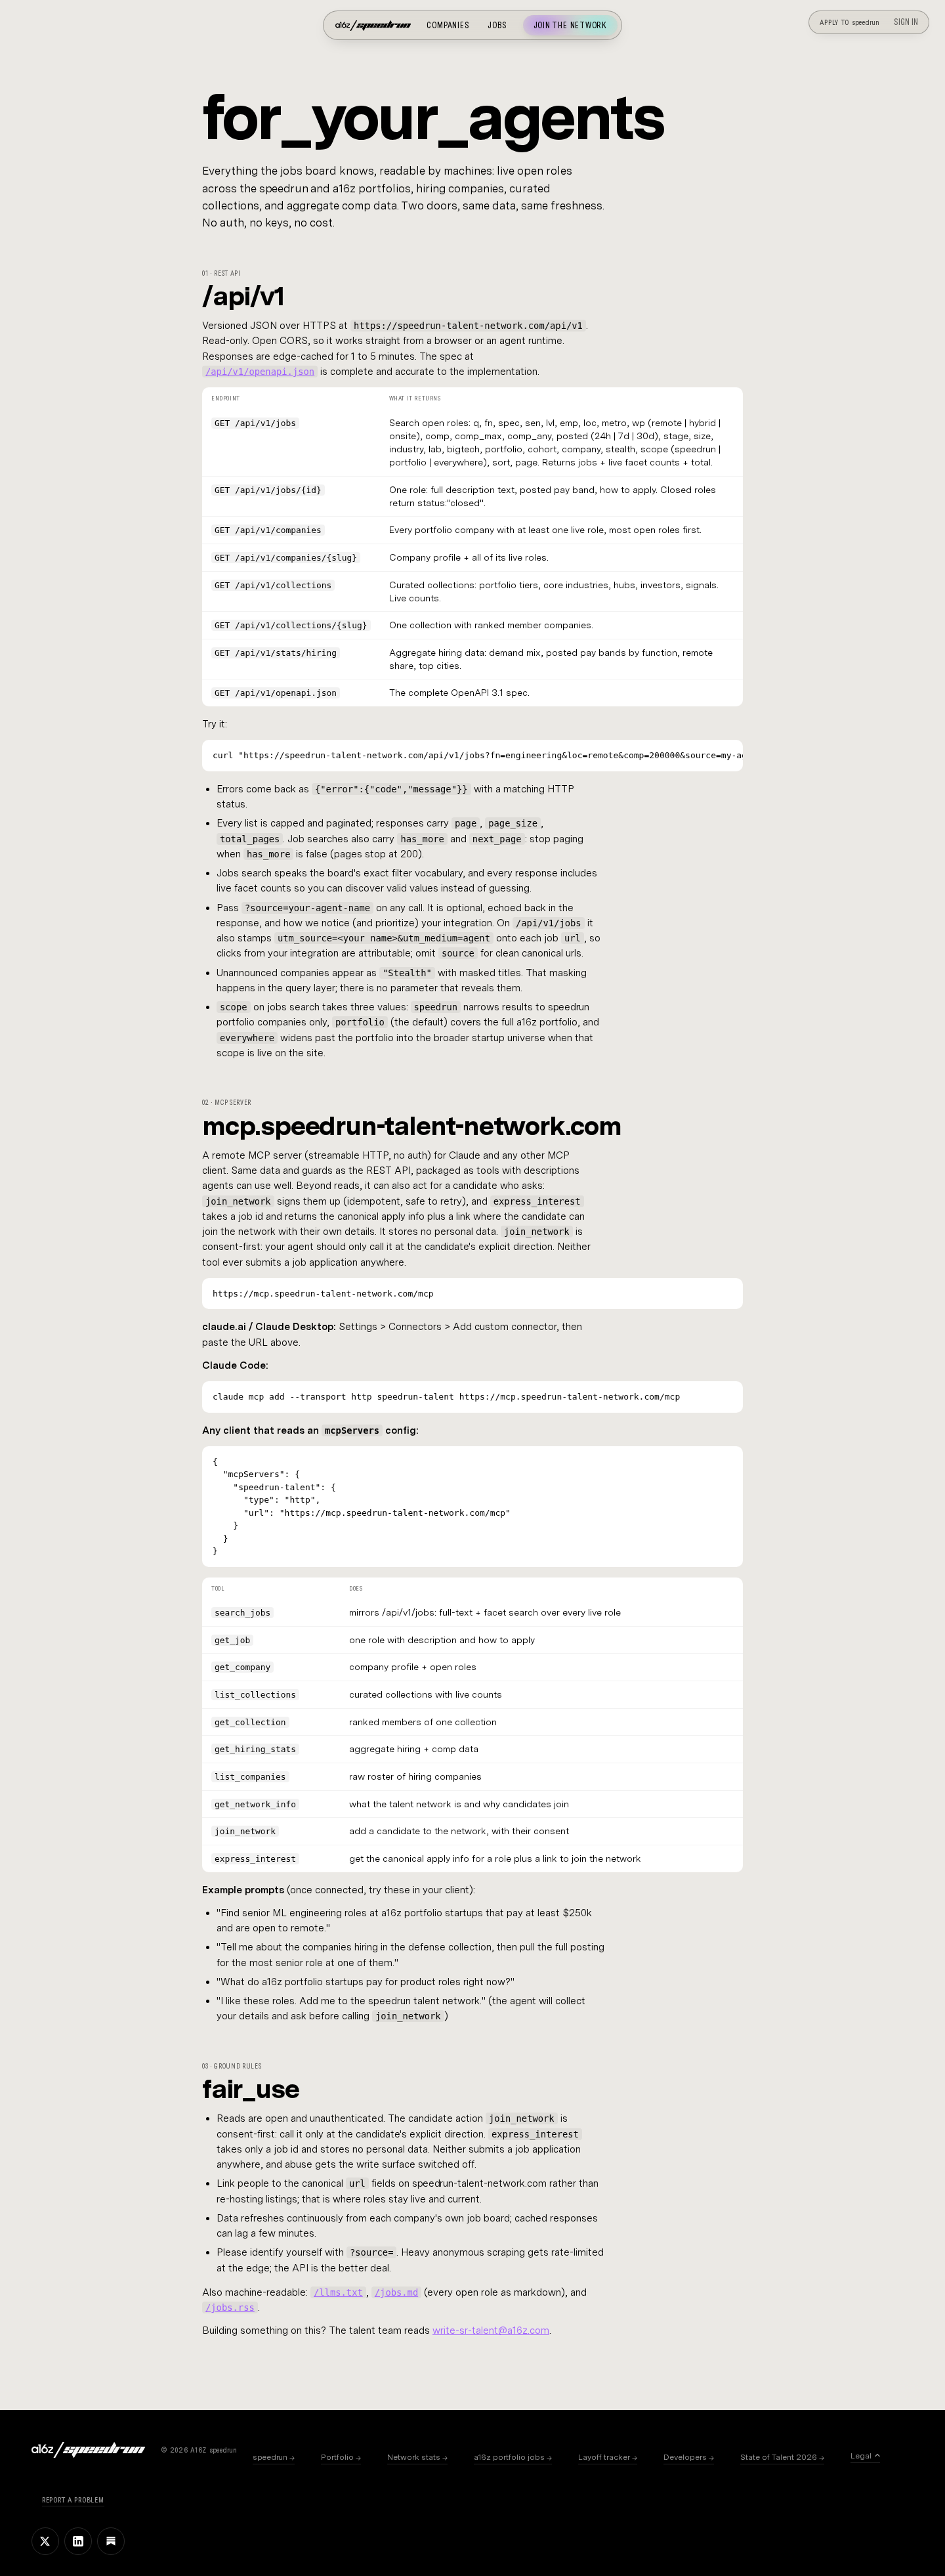 a16z speedrun COMPANIES JOBS JOIN THE NETWORK
APPLY TO speedrun SIGN IN
for_your_agents
Everything the jobs board knows, readable by machines: live open roles
across the speedrun and a16z portfolios, hiring companies, curated
collections, and aggregate comp data. Two doors, same data, same freshness.
No auth, no keys, no cost.
01 · REST API
/api/v1
Versioned JSON over HTTPS at https://speedrun-talent-network.com/api/v1.
Read-only. Open CORS, so it works straight from a browser or an agent runtime.
Responses are edge-cached for 1 to 5 minutes. The spec at
/api/v1/openapi.json is complete and accurate to the implementation.
ENDPOINT WHAT IT RETURNS
GET /api/v1/jobs Search open roles: q, fn, spec, sen, lvl, emp, loc, metro, wp (remote | hybrid |
onsite), comp, comp_max, comp_any, posted (24h | 7d | 30d), stage, size,
industry, lab, bigtech, portfolio, cohort, company, stealth, scope (speedrun |
portfolio | everywhere), sort, page. Returns jobs + live facet counts + total.
GET /api/v1/jobs/{id} One role: full description text, posted pay band, how to apply. Closed roles
return status:"closed".
GET /api/v1/companies Every portfolio company with at least one live role, most open roles first.
GET /api/v1/companies/{slug} Company profile + all of its live roles.
GET /api/v1/collections Curated collections: portfolio tiers, core industries, hubs, investors, signals.
Live counts.
GET /api/v1/collections/{slug} One collection with ranked member companies.
GET /api/v1/stats/hiring Aggregate hiring data: demand mix, posted pay bands by function, remote
share, top cities.
GET /api/v1/openapi.json The complete OpenAPI 3.1 spec.
Try it:
curl "https://speedrun-talent-network.com/api/v1/jobs?fn=engineering&loc=remote&comp=200000&source=my-a
• Errors come back as {"error":{"code","message"}} with a matching HTTP
status.
• Every list is capped and paginated; responses carry page, page_size,
total_pages. Job searches also carry has_more and next_page: stop paging
when has_more is false (pages stop at 200).
• Jobs search speaks the board's exact filter vocabulary, and every response includes
live facet counts so you can discover valid values instead of guessing.
• Pass ?source=your-agent-name on any call. It is optional, echoed back in the
response, and how we notice (and prioritize) your integration. On /api/v1/jobs it
also stamps utm_source=<your name>&utm_medium=agent onto each job url, so
clicks from your integration are attributable; omit source for clean canonical urls.
• Unannounced companies appear as "Stealth" with masked titles. That masking
happens in the query layer; there is no parameter that reveals them.
• scope on jobs search takes three values: speedrun narrows results to speedrun
portfolio companies only, portfolio (the default) covers the full a16z portfolio, and
everywhere widens past the portfolio into the broader startup universe when that
scope is live on the site.
02 · MCP SERVER
mcp.speedrun-talent-network.com
A remote MCP server (streamable HTTP, no auth) for Claude and any other MCP
client. Same data and guards as the REST API, packaged as tools with descriptions
agents can use well. Beyond reads, it can also act for a candidate who asks:
join_network signs them up (idempotent, safe to retry), and express_interest
takes a job id and returns the canonical apply info plus a link where the candidate can
join the network with their own details. It stores no personal data. join_network is
consent-first: your agent should only call it at the candidate's explicit direction. Neither
tool ever submits a job application anywhere.
https://mcp.speedrun-talent-network.com/mcp
claude.ai / Claude Desktop: Settings > Connectors > Add custom connector, then
paste the URL above.
Claude Code:
claude mcp add --transport http speedrun-talent https://mcp.speedrun-talent-network.com/mcp
Any client that reads an mcpServers config:
{
"mcpServers": {
"speedrun-talent": {
"type": "http",
"url": "https://mcp.speedrun-talent-network.com/mcp"
}
}
}
TOOL DOES
search_jobs mirrors /api/v1/jobs: full-text + facet search over every live role
get_job one role with description and how to apply
get_company company profile + open roles
list_collections curated collections with live counts
get_collection ranked members of one collection
get_hiring_stats aggregate hiring + comp data
list_companies raw roster of hiring companies
get_network_info what the talent network is and why candidates join
join_network add a candidate to the network, with their consent
express_interest get the canonical apply info for a role plus a link to join the network
Example prompts (once connected, try these in your client):
• "Find senior ML engineering roles at a16z portfolio startups that pay at least $250k
and are open to remote."
• "Tell me about the companies hiring in the defense collection, then pull the full posting
for the most senior role at one of them."
• "What do a16z portfolio startups pay for product roles right now?"
• "I like these roles. Add me to the speedrun talent network." (the agent will collect
your details and ask before calling join_network)
03 · GROUND RULES
fair_use
• Reads are open and unauthenticated. The candidate action join_network is
consent-first: call it only at the candidate's explicit direction. express_interest
takes only a job id and stores no personal data. Neither submits a job application
anywhere, and abuse gets the write surface switched off.
• Link people to the canonical url fields on speedrun-talent-network.com rather than
re-hosting listings; that is where roles stay live and current.
• Data refreshes continuously from each company's own job board; cached responses
can lag a few minutes.
• Please identify yourself with ?source=. Heavy anonymous scraping gets rate-limited
at the edge; the API is the better deal.
Also machine-readable: /llms.txt, /jobs.md (every open role as markdown), and
/jobs.rss.
Building something on this? The talent team reads write-sr-talent@a16z.com.
a16z speedrun © 2026 A16Z speedrun speedrun → Portfolio → Network stats → a16z portfolio jobs → Layoff tracker → Developers → State of Talent 2026 → Legal
REPORT A PROBLEM